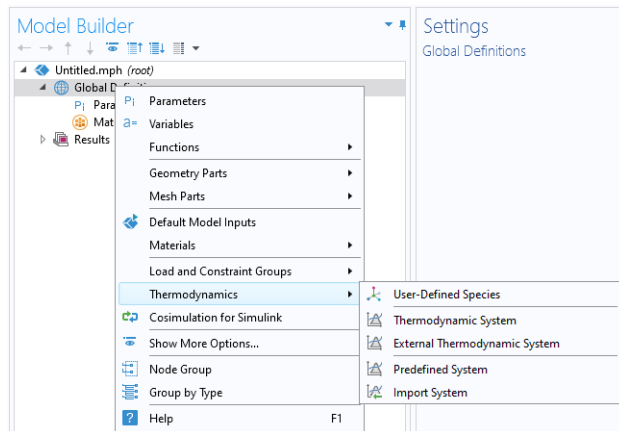 Model Builder
Settings
Global Definitions
Untitled.mph (root)
Global D
Pi Para
Mat
Results
Pi Parameters
a= Variables
Functions
Geometry Parts
Mesh Parts
Default Model Inputs
Materials
Load and Constraint Groups
Thermodynamics
Cosimulation for Simulink
Show More Options...
Node Group
Group by Type
? Help F1
User-Defined Species
Thermodynamic System
External Thermodynamic System
Predefined System
Import System